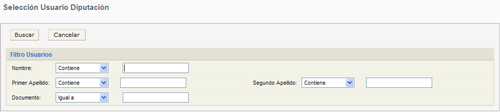 Selección Usuario Diputación
Buscar Cancelar
Filtro Usuarios
Nombre: Contiene
Primer Apellido: Contiene Segundo Apellido: Contiene
Documento: Igual a